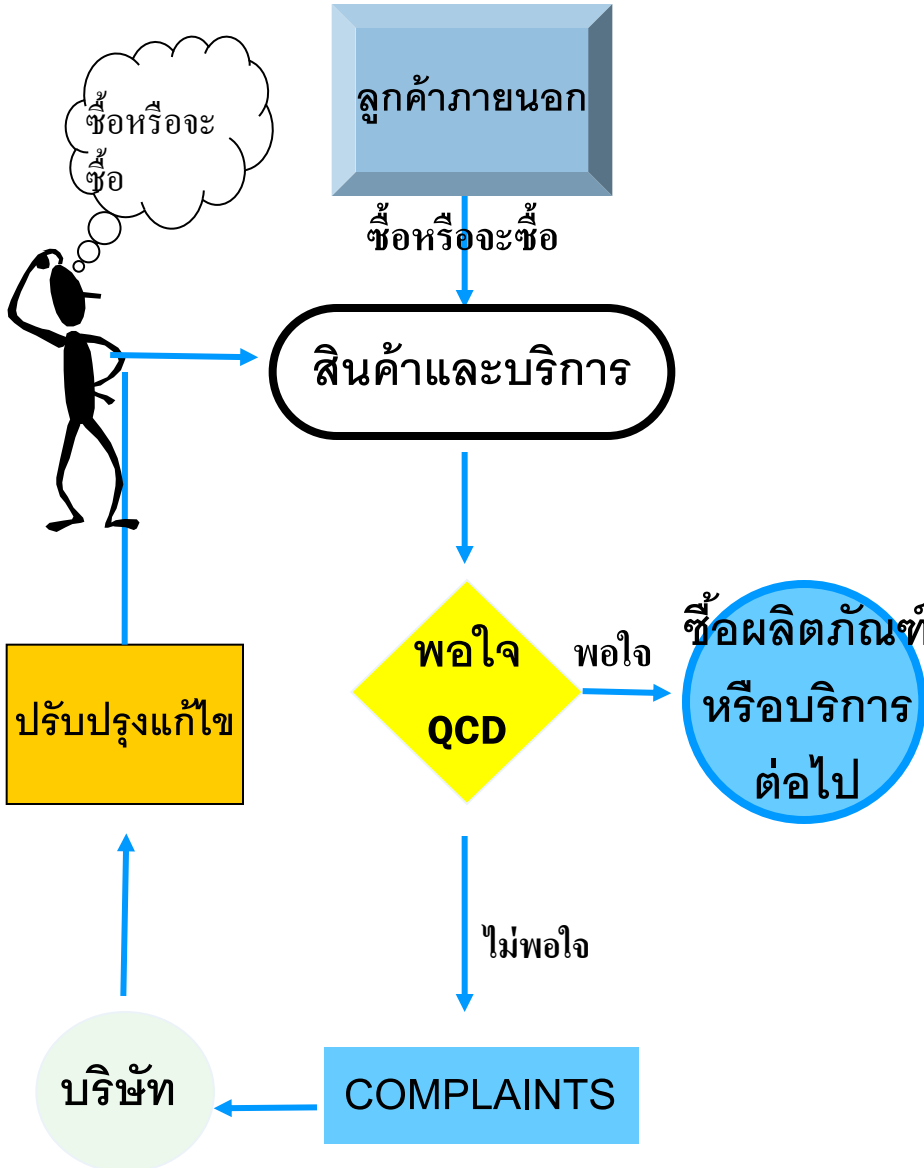 ลูกค้าภายนอก
ซื้อหรือจะ
ซื้อ
ซื้อหรือจะซื้อ
สินค้าและบริการ
พอใจ
QCD
พอใจ
ซื้อผลิตภัณฑ์
หรือบริการ
ต่อไป
ปรับปรุงแก้ไข
ไม่พอใจ
บริษัท
COMPLAINTS